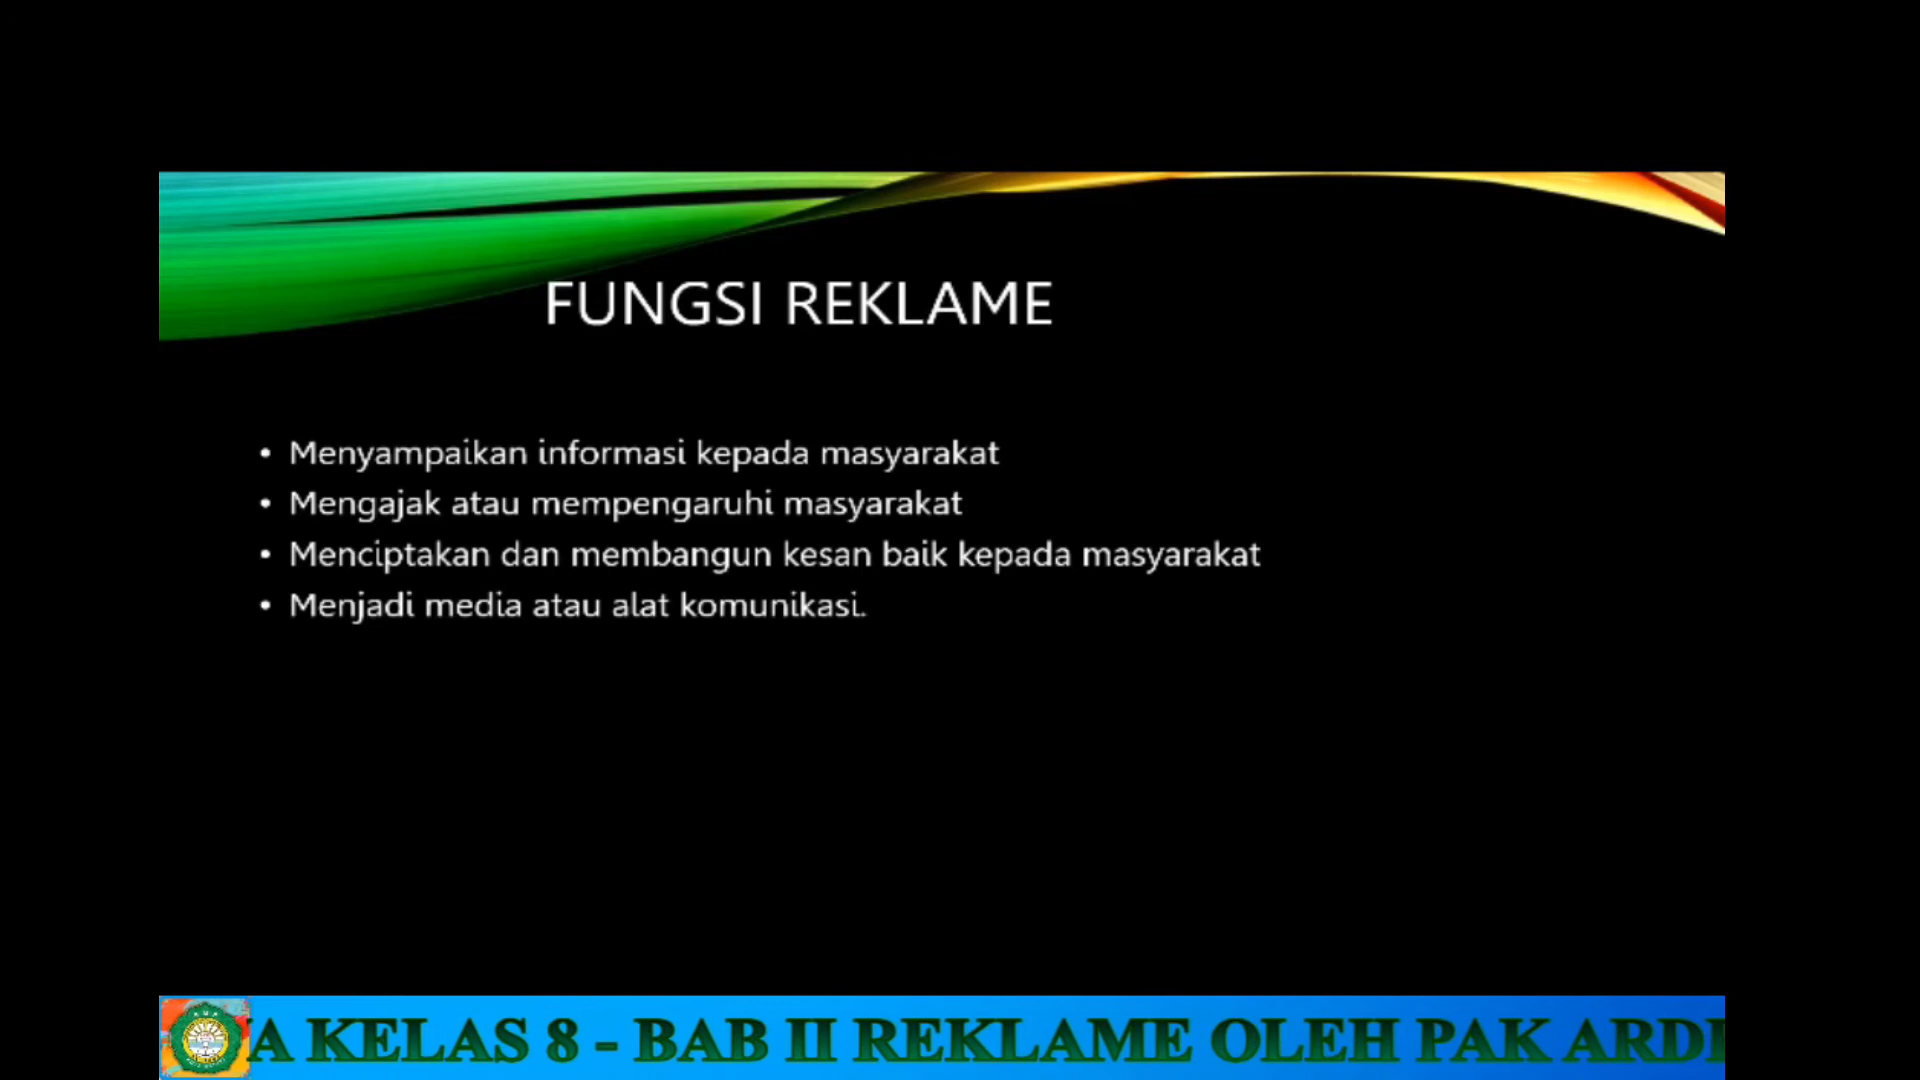 FUNGSI REKLAME
• Menyampaikan informasi kepada masyarakat
• Mengajak atau mempengaruhi masyarakat
• Menciptakan dan membangun kesan baik kepada masyarakat
• Menjadi media atau alat komunikasi.
A KELAS 8 - BAB II REKLAME OLEH PAK ARDI